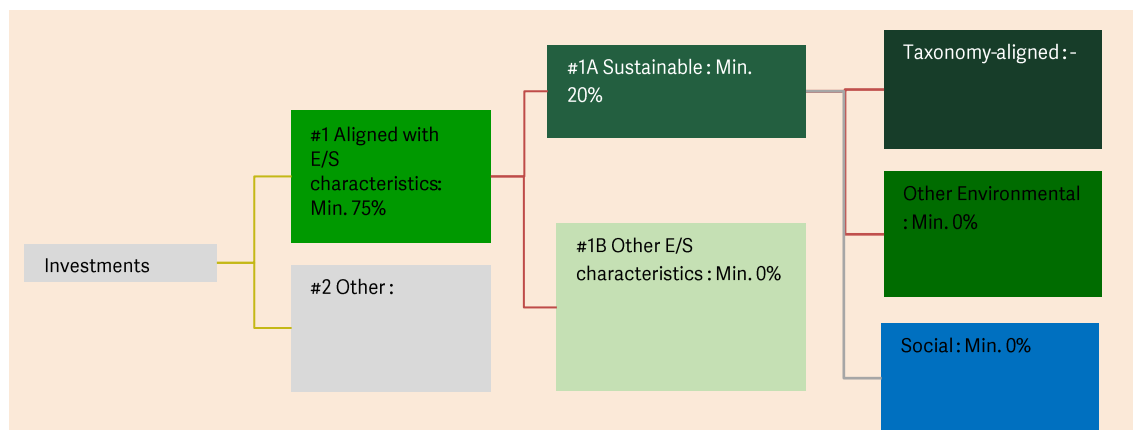 Investments
#1 Aligned with
E/S
characteristics:
Min. 75%
#2 Other :
#1A Sustainable : Min.
20%
#1B Other E/S
characteristics : Min. 0%
Taxonomy-aligned : -
Other Environmental
: Min. 0%
Social : Min. 0%